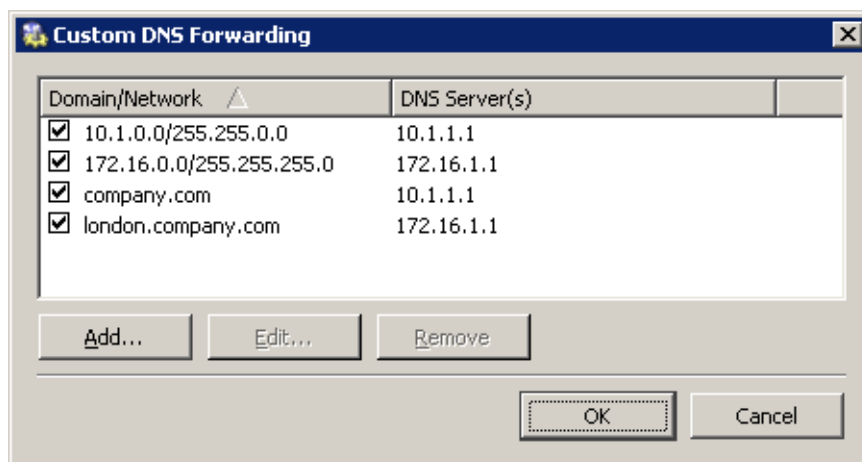 Custom DNS Forwarding
Domain/Network DNS Server(s)
10.1.0.0/255.255.0.0 10.1.1.1
172.16.0.0/255.255.255.0 172.16.1.1
company.com 10.1.1.1
london.company.com 172.16.1.1
Add... Edit... Remove
OK Cancel